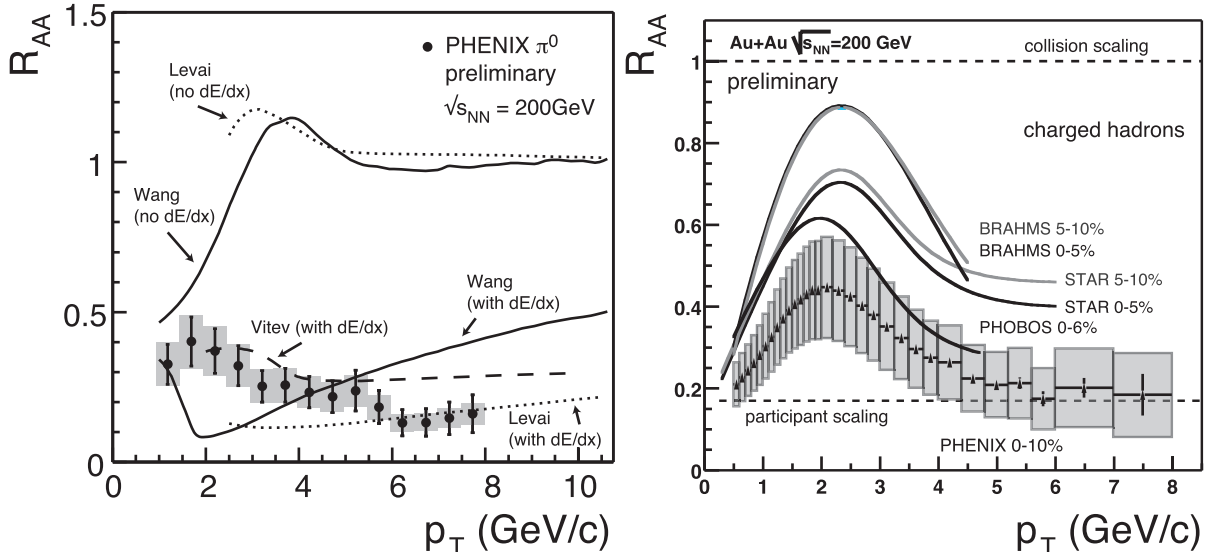 1.5
1
0.5
0
R_AA
PHENIX π⁰
preliminary
√s_NN = 200GeV
Levai
(no dE/dx)
Wang
(no dE/dx)
Wang
(with dE/dx)
Vitev (with dE/dx)
Levai
(with dE/dx)
0 2 4 6 8 10
p_T (GeV/c)
R_AA
1
0.8
0.6
0.4
0.2
0
Au+Au √s_NN=200 GeV
collision scaling
preliminary
charged hadrons
BRAHMS 5-10%
BRAHMS 0-5%
STAR 5-10%
STAR 0-5%
PHOBOS 0-6%
participant scaling
PHENIX 0-10%
0 1 2 3 4 5 6 7 8
p_T (GeV/c)